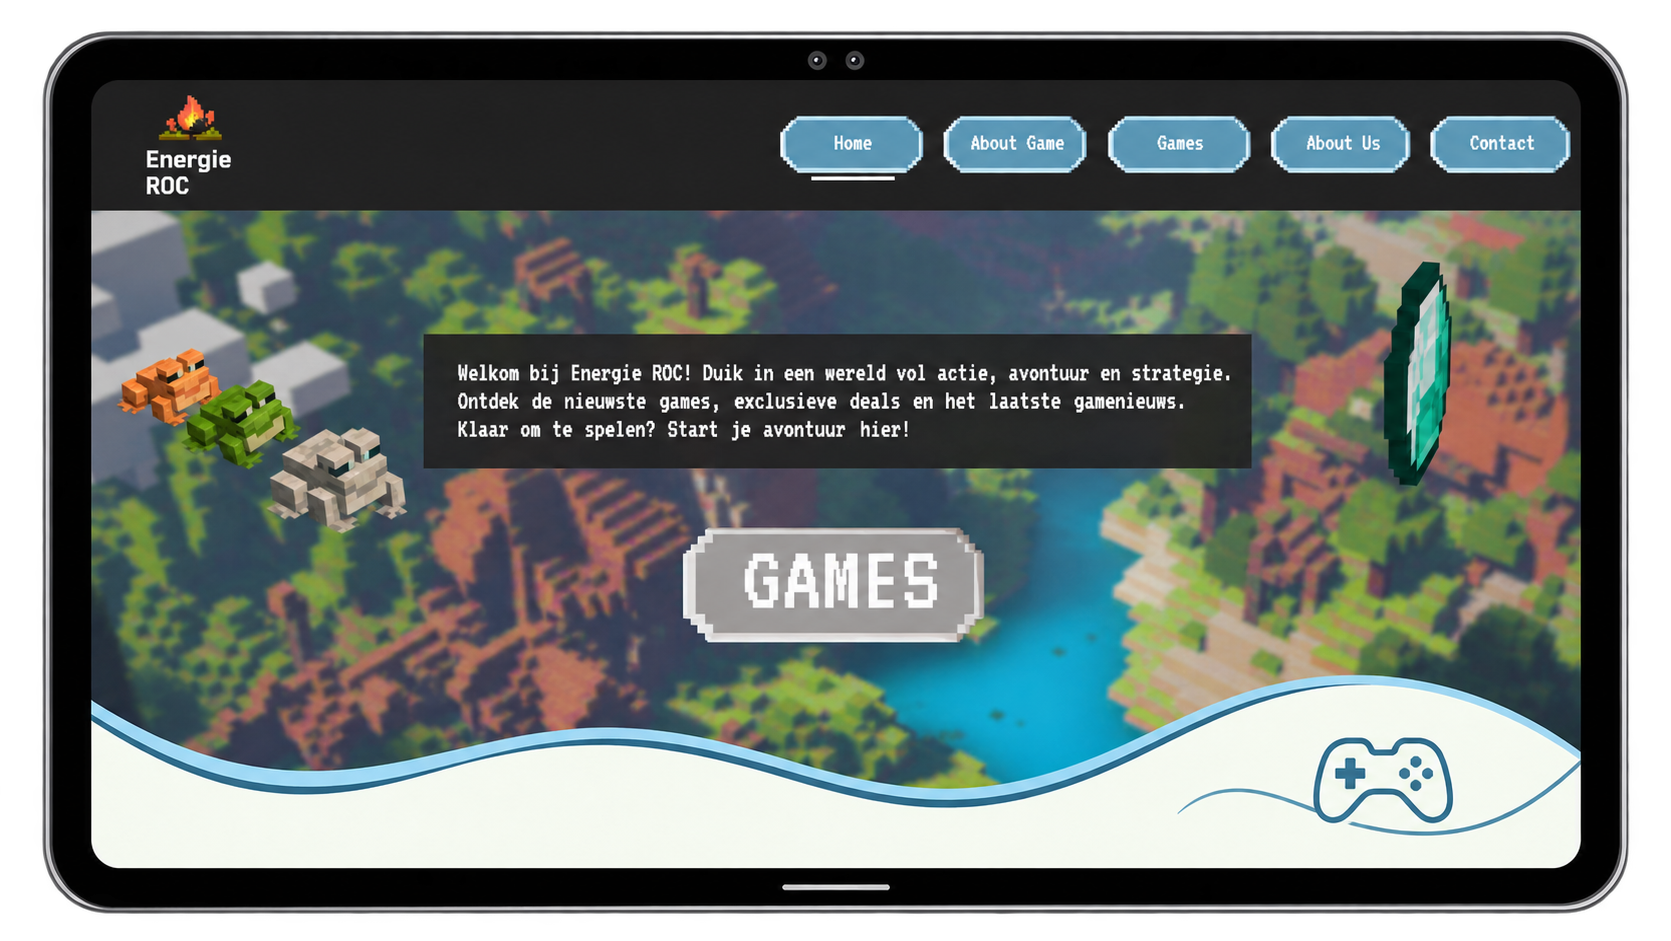 Energie
ROC
Home
About Game
Games
About Us
Contact
Welkom bij Energie ROC! Duik in een wereld vol actie, avontuur en strategie.
Ontdek de nieuwste games, exclusieve deals en het laatste gamenieuws.
Klaar om te spelen? Start je avontuur hier!
GAMES